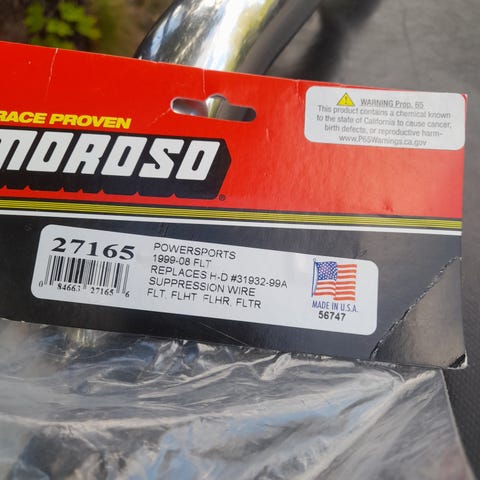 RACE PROVEN
MOROSO
WARNING Prop. 65
This product contains a chemical known
to the state of California to cause cancer,
birth defects, or reproductive harm-
www.P65Warnings.ca.gov
27165
0 84663 27165 6
POWERSPORTS
1999-08 FLT
REPLACES H-D #31932-99A
SUPPRESSION WIRE
FLT, FLHT, FLHR, FLTR
MADE IN U.S.A.
56747